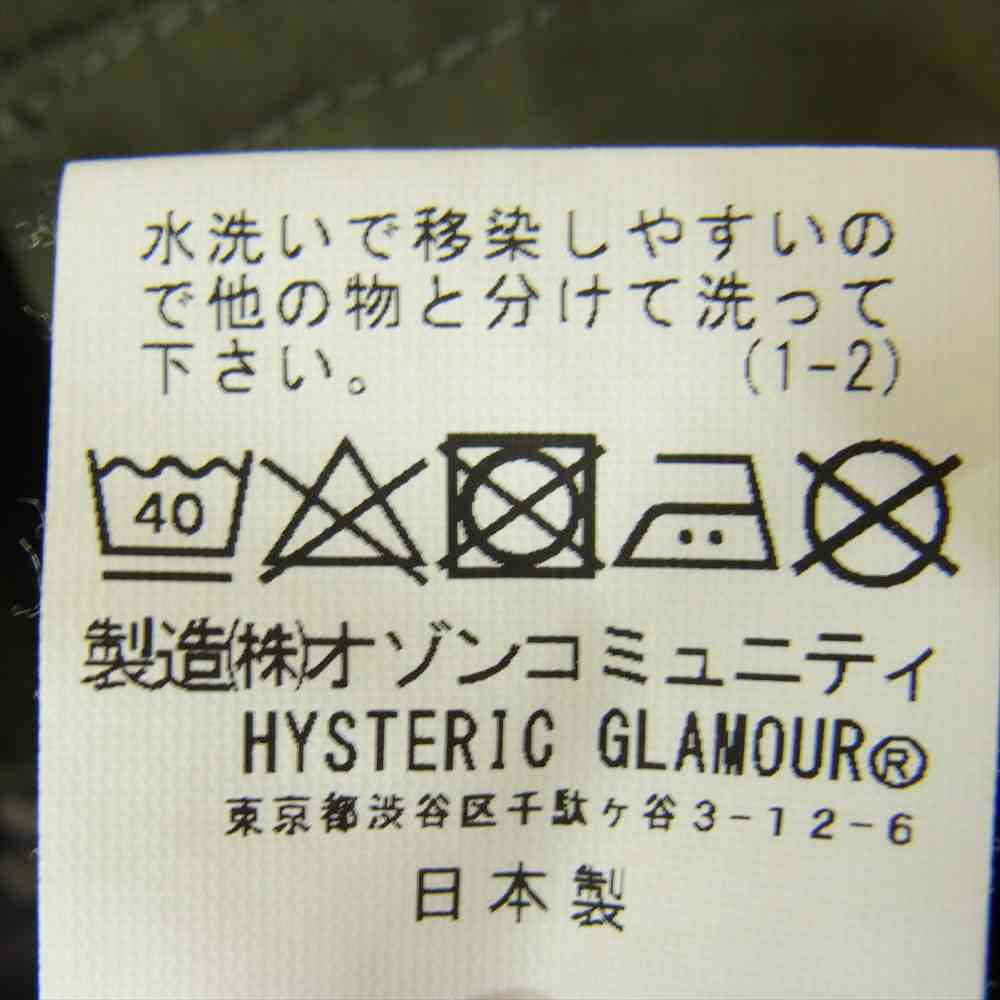 水洗いで移染しやすいの
で他の物と分けて洗って
下さい。 (1-2)
40
製造㈱オゾンコミュニティ
HYSTERIC GLAMOUR®
東京都渋谷区千駄ヶ谷3-12-6
日本製